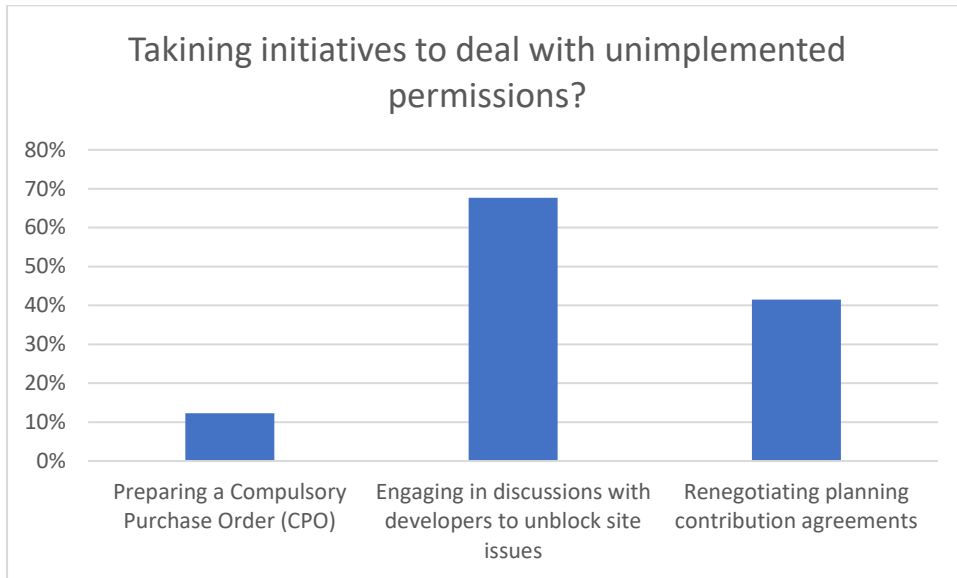 Takining initiatives to deal with unimplemented
permissions?
80%
70%
60%
50%
40%
30%
20%
10%
0%
Preparing a Compulsory
Purchase Order (CPO)
Engaging in discussions with
developers to unblock site
issues
Renegotiating planning
contribution agreements